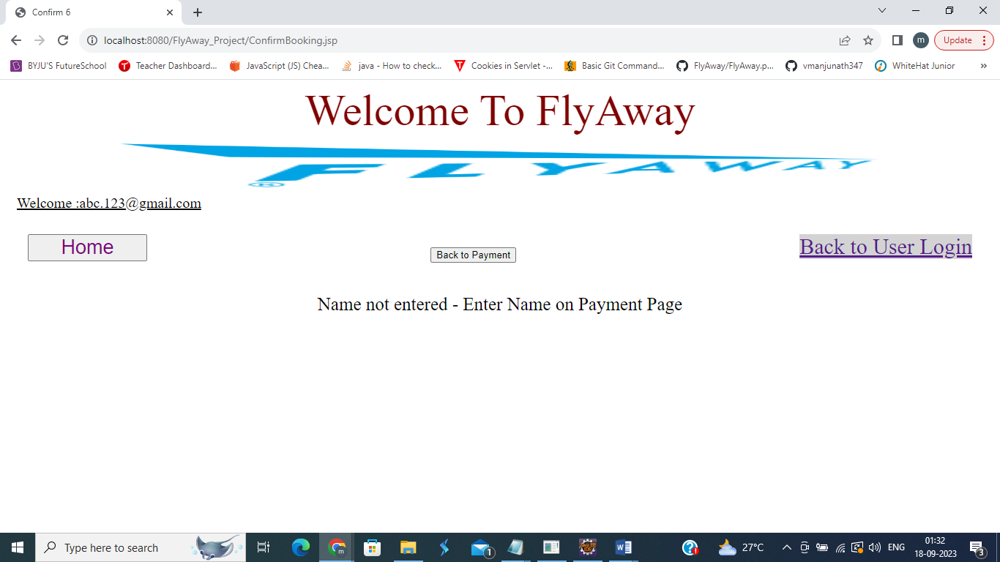 Confirm 6
localhost:8080/FlyAway_Project/ConfirmBooking.jsp
m
Update
BYJU'S FutureSchool
Teacher Dashboard...
JavaScript (JS) Chea...
java - How to check...
Cookies in Servlet -...
Basic Git Command...
FlyAway/FlyAway.p...
vmanjunath347
WhiteHat Junior
»
Welcome To FlyAway
FLYAWAY
®
Welcome :abc.123@gmail.com
Home
Back to Payment
Back to User Login
Name not entered - Enter Name on Payment Page
Type here to search
m
1
27°C
ENG
01:32
18-09-2023
3